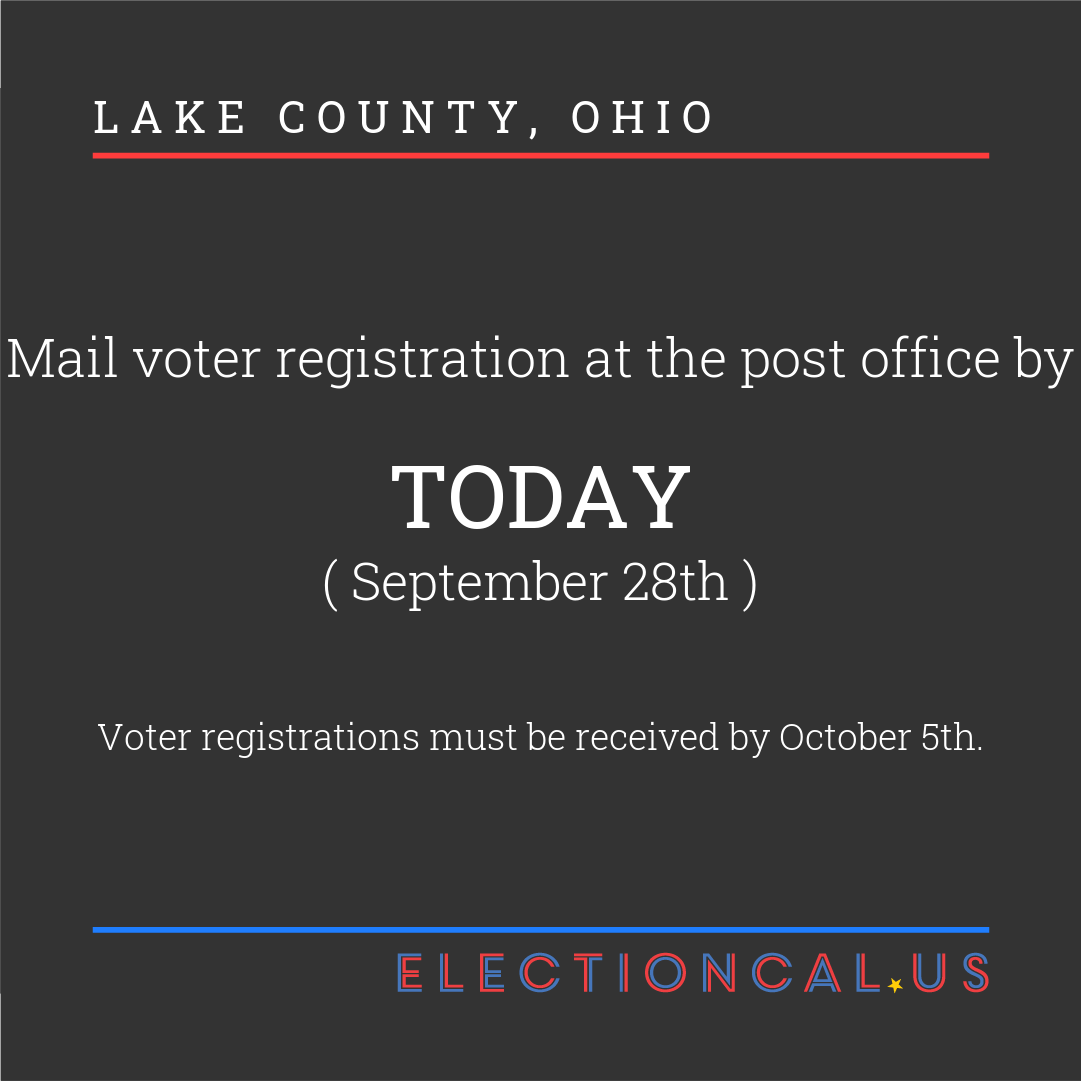 LAKE COUNTY, OHIO
Mail voter registration at the post office by
TODAY
( September 28th )
Voter registrations must be received by October 5th.
ELECTIONCAL.US